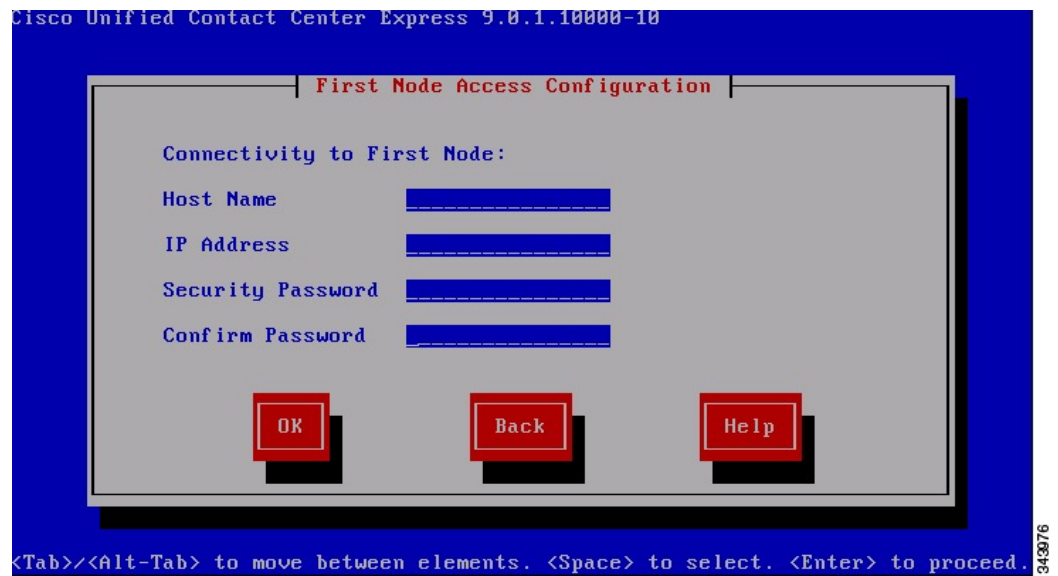 Cisco Unified Contact Center Express 9.0.1.10000-10
First Node Access Configuration
Connectivity to First Node:
Host Name
IP Address
Security Password
Confirm Password
OK
Back
Help
<Tab>/<Alt-Tab> to move between elements. <Space> to select. <Enter> to proceed.
343976